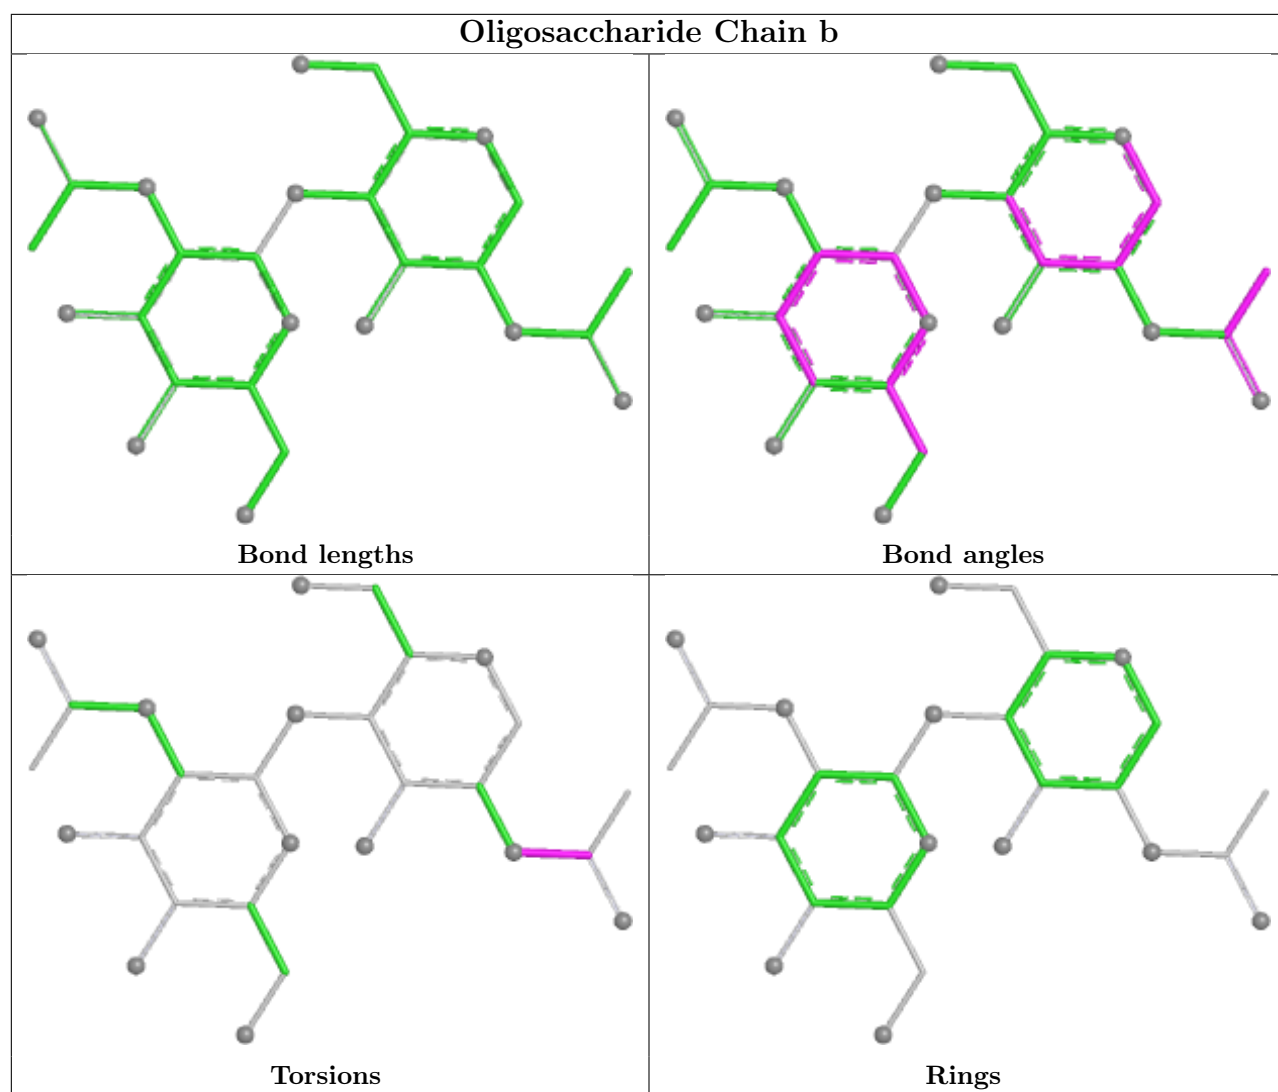 Oligosaccharide Chain b
Bond lengths
Bond angles
Torsions
Rings